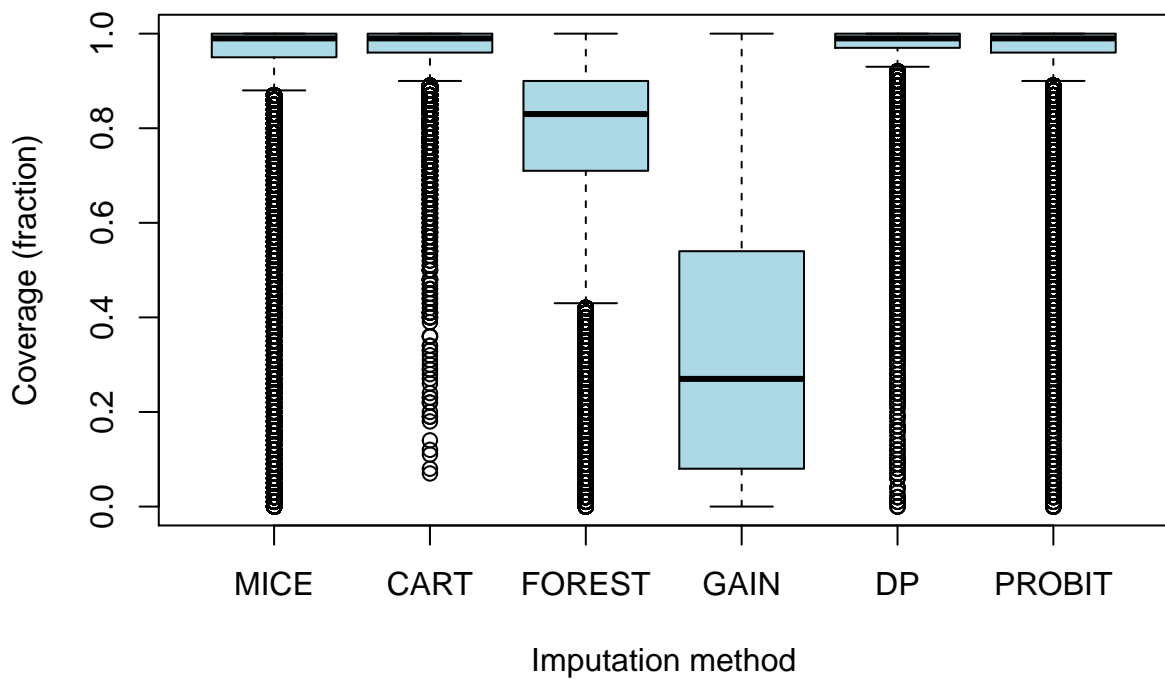 Coverage (fraction)
1.0
0.8
0.6
0.4
0.2
0.0
MICE CART FOREST GAIN DP PROBIT
Imputation method